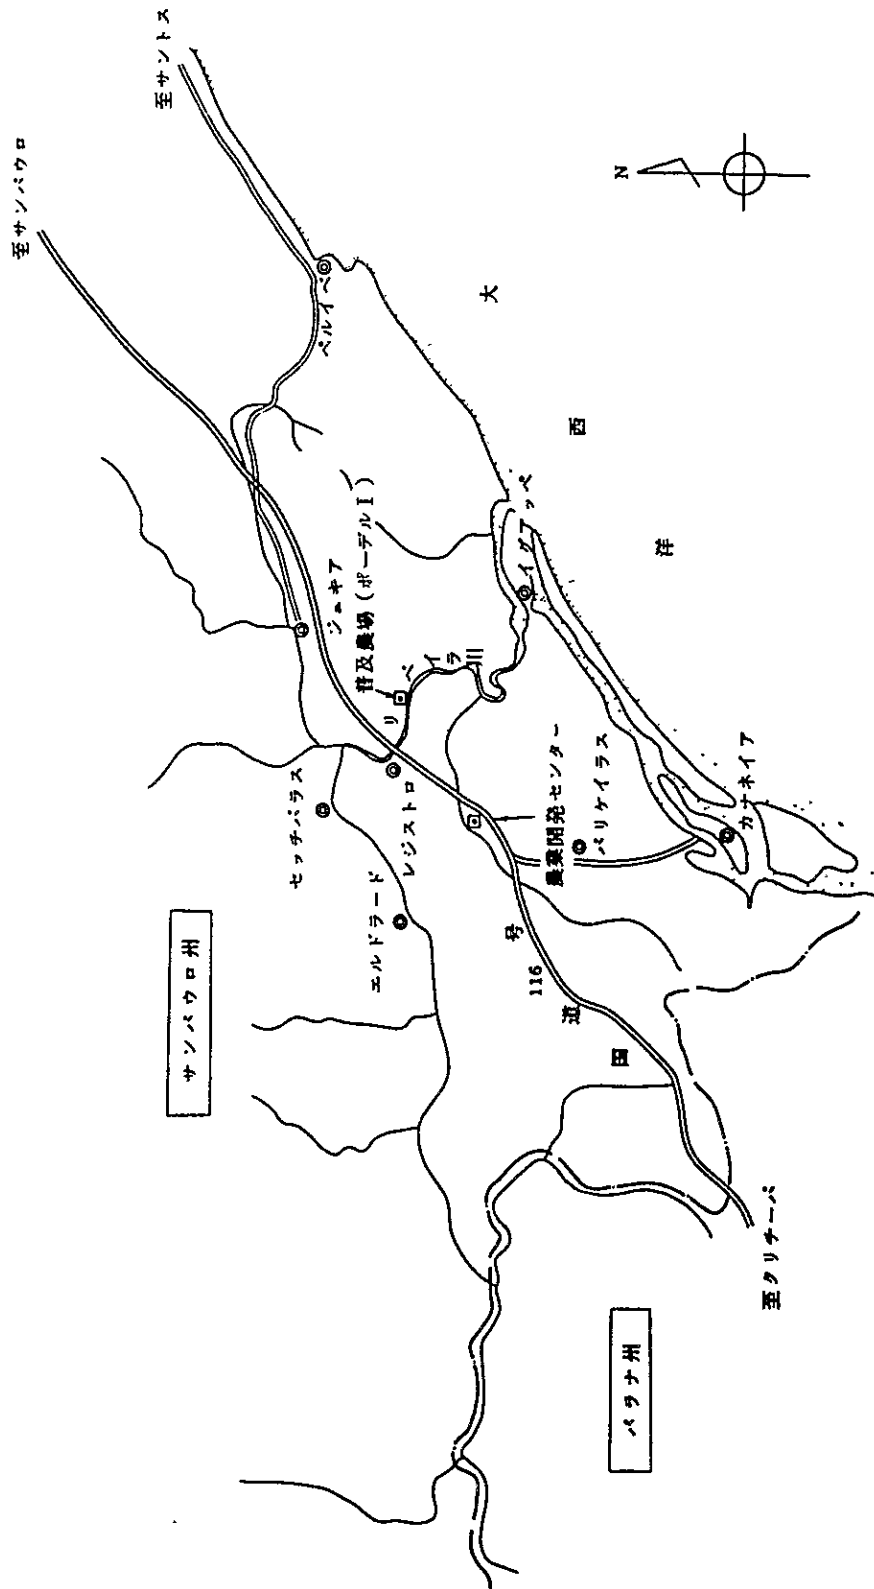 至サンパウロ
至サントス
N
ペルイベ
大西洋
ジュキア
普及農場（ポーデルⅠ）
リベイラ川
イグアッペ
セッチバラス
レジストロ
エルドラード
農業開発センター
パリケイラス
カナネイア
サンパウロ州
国道116号
パラナ州
至クリチーバ